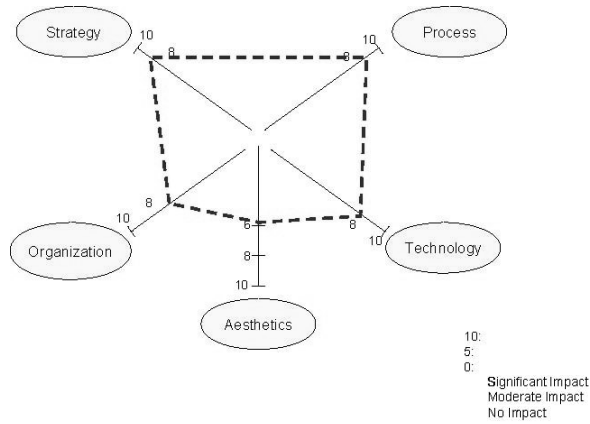 Strategy
10
8
10
8
Process
8
10
Organization
6
8
10
8
10
Technology
Aesthetics
10:
5:
0:
Significant Impact
Moderate Impact
No Impact